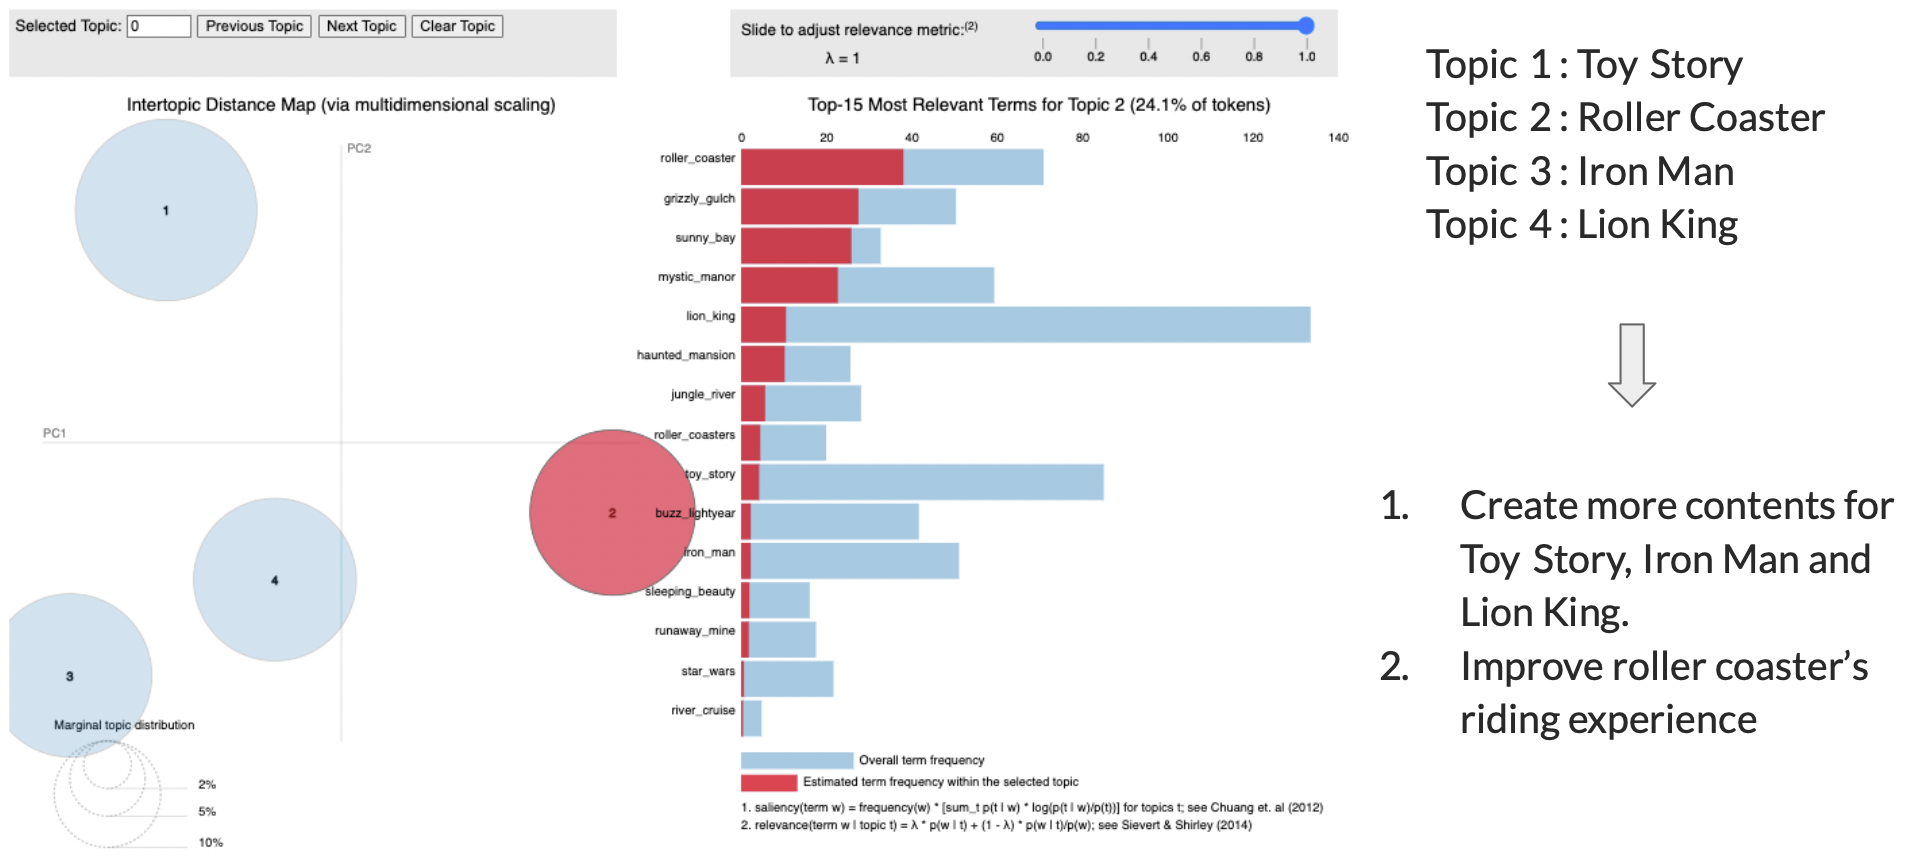 Selected Topic: 0 Previous Topic Next Topic Clear Topic
Slide to adjust relevance metric:(2)
λ = 1
0.0 0.2 0.4 0.6 0.8 1.0
Intertopic Distance Map (via multidimensional scaling)
PC2
PC1
1
2
4
3
Marginal topic distribution
2%
5%
10%
Top-15 Most Relevant Terms for Topic 2 (24.1% of tokens)
0 20 40 60 80 100 120 140
roller_coaster
grizzly_gulch
sunny_bay
mystic_manor
lion_king
haunted_mansion
jungle_river
roller_coasters
toy_story
buzz_lightyear
iron_man
sleeping_beauty
runaway_mine
star_wars
river_cruise
Overall term frequency
Estimated term frequency within the selected topic
1. saliency(term w) = frequency(w) * [sum_t p(t | w) * log(p(t | w)/p(t))] for topics t; see Chuang et. al (2012)
2. relevance(term w | topic t) = λ * p(w | t) + (1 - λ) * p(w | t)/p(w); see Sievert & Shirley (2014)
Topic 1 : Toy Story
Topic 2 : Roller Coaster
Topic 3 : Iron Man
Topic 4 : Lion King
1. Create more contents for
Toy Story, Iron Man and
Lion King.
2. Improve roller coaster’s
riding experience